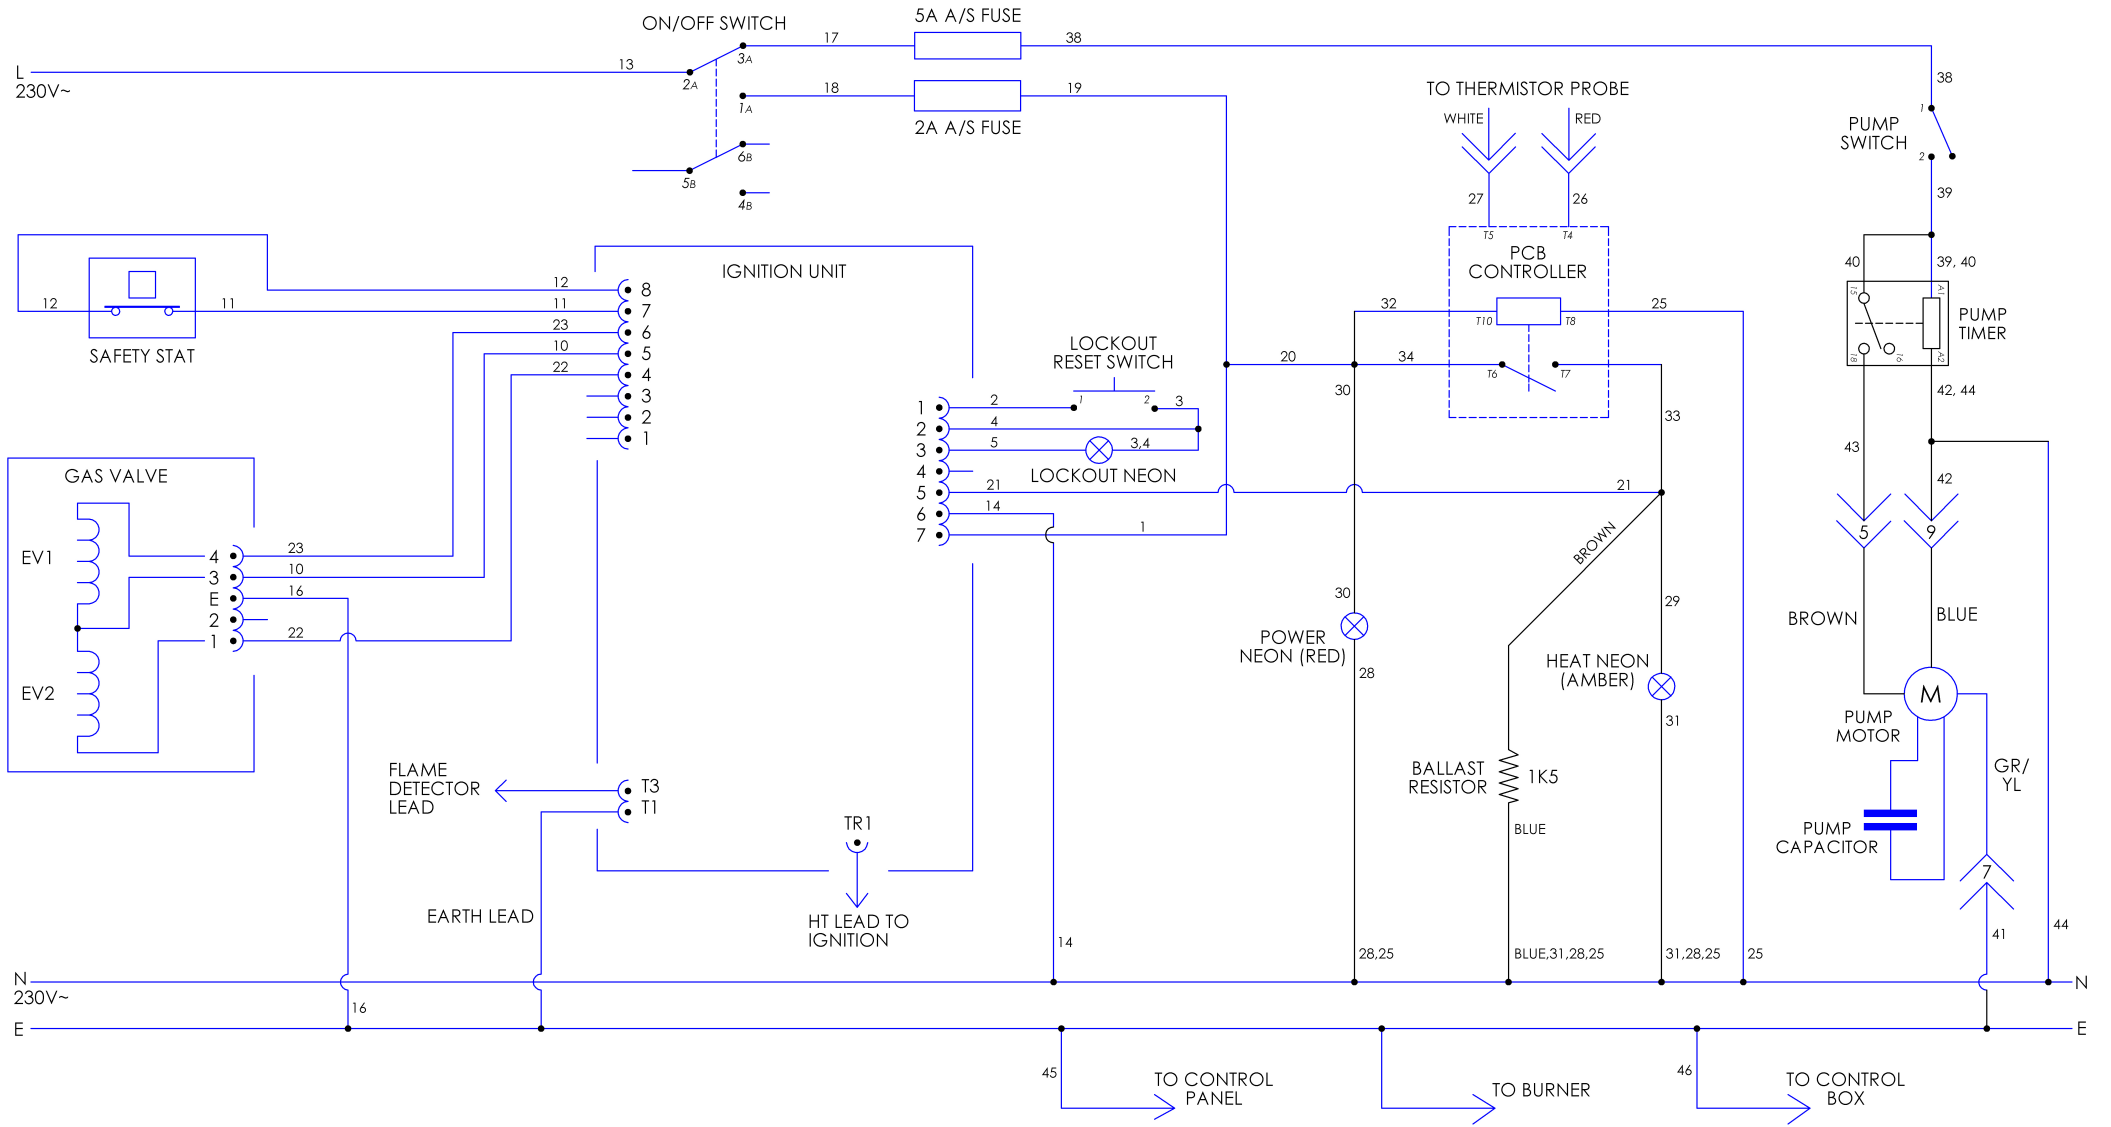 ON/OFF SWITCH
5A A/S FUSE
17
38
3A
13
L
230V~
2A
38
18
19
1A
2A A/S FUSE
6B
5B
4B
TO THERMISTOR PROBE
WHITE
RED
27
26
T5
T4
1
PUMP
SWITCH
2
39
PCB
CONTROLLER
40
39, 40
15
A1
PUMP
TIMER
18
16
A2
42, 44
IGNITION UNIT
12
8
12
11
11
7
23
6
10
5
22
4
3
2
1
SAFETY STAT
32
T10
T8
25
LOCKOUT
RESET SWITCH
20
34
T6
T7
30
33
1
2
1
2
3
2
4
3
5
3,4
4
LOCKOUT NEON
5
21
21
6
14
7
1
43
42
5
9
BROWN
GAS VALVE
EV1
4
23
3
10
E
16
2
1
22
EV2
30
POWER
NEON (RED)
28
29
HEAT NEON
(AMBER)
31
BROWN
BLUE
M
PUMP
MOTOR
GR/
YL
FLAME
DETECTOR
LEAD
T3
T1
BALLAST
RESISTOR
1K5
BLUE
TR1
PUMP
CAPACITOR
7
EARTH LEAD
HT LEAD TO
IGNITION
14
28,25
BLUE,31,28,25
31,28,25
25
41
44
N
230V~
N
16
E
E
45
TO CONTROL
PANEL
TO BURNER
46
TO CONTROL
BOX